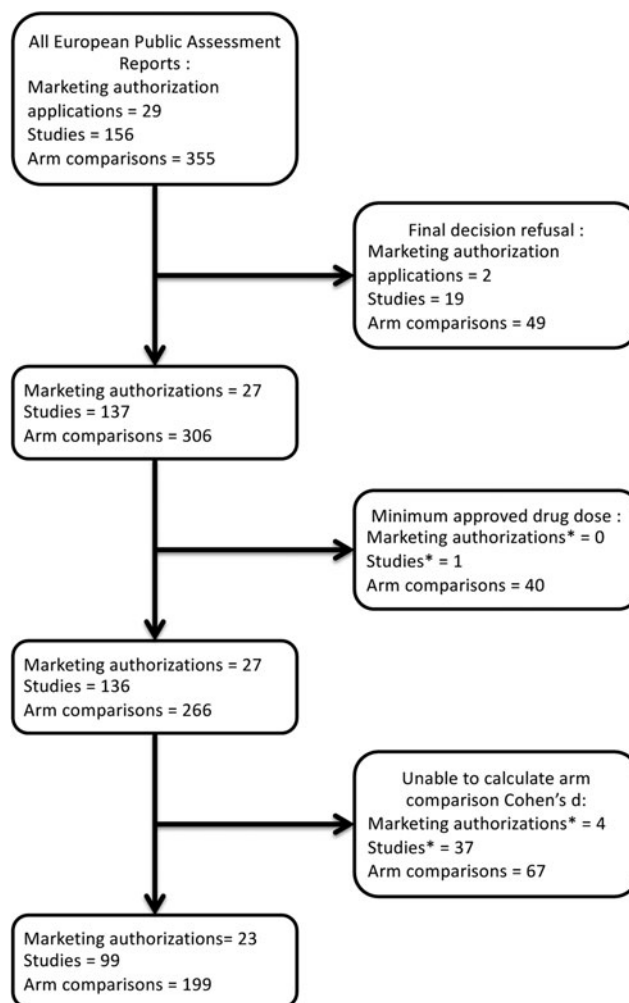 All European Public Assessment
Reports :
Marketing authorization
applications = 29
Studies = 156
Arm comparisons = 355
Final decision refusal :
Marketing authorization
applications = 2
Studies = 19
Arm comparisons = 49
Marketing authorizations = 27
Studies = 137
Arm comparisons = 306
Minimum approved drug dose :
Marketing authorizations* = 0
Studies* = 1
Arm comparisons = 40
Marketing authorizations = 27
Studies = 136
Arm comparisons = 266
Unable to calculate arm
comparison Cohen's d:
Marketing authorizations* = 4
Studies* = 37
Arm comparisons = 67
Marketing authorizations= 23
Studies = 99
Arm comparisons = 199